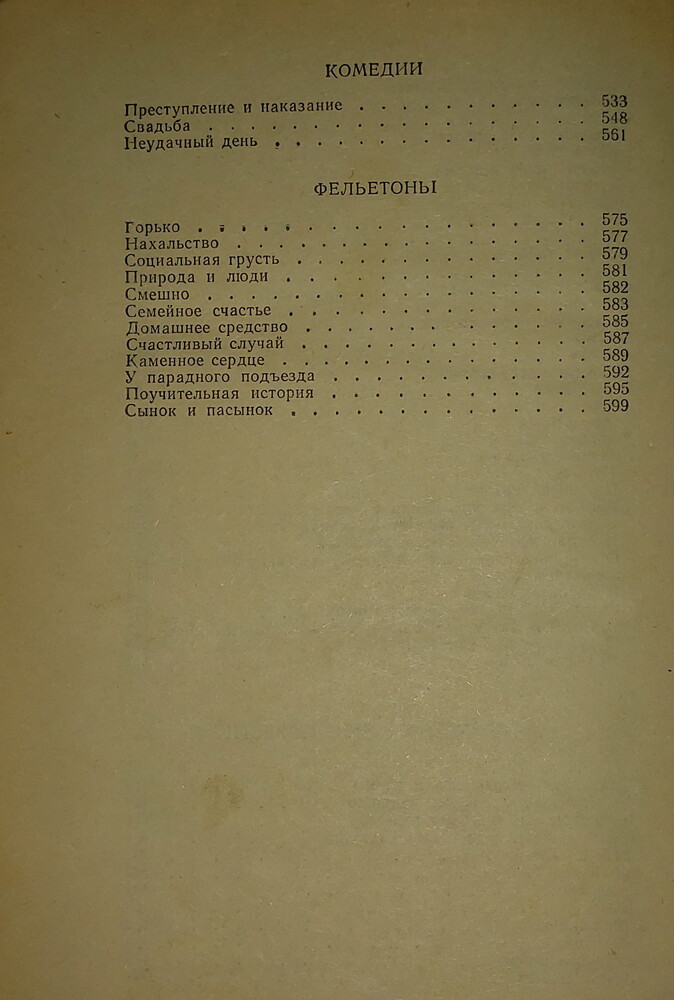 КОМЕДИИ
Преступление и наказание . . . . . . . . . . . 533
Свадьба . . . . . . . . . . . . . . . . . 548
Неудачный день . . . . . . . . . . . . . . 561
ФЕЛЬЕТОНЫ
Горько . . . . . . . . . . . . . . . . . . 575
Нахальство . . . . . . . . . . . . . . . . 577
Социальная грусть . . . . . . . . . . . . . 579
Природа и люди . . . . . . . . . . . . . . 581
Смешно . . . . . . . . . . . . . . . . . 582
Семейное счастье . . . . . . . . . . . . . 583
Домашнее средство . . . . . . . . . . . . . 585
Счастливый случай . . . . . . . . . . . . . 587
Каменное сердце . . . . . . . . . . . . . . 589
У парадного подъезда . . . . . . . . . . . . 592
Поучительная история . . . . . . . . . . . . 595
Сынок и пасынок . . . . . . . . . . . . . . 599